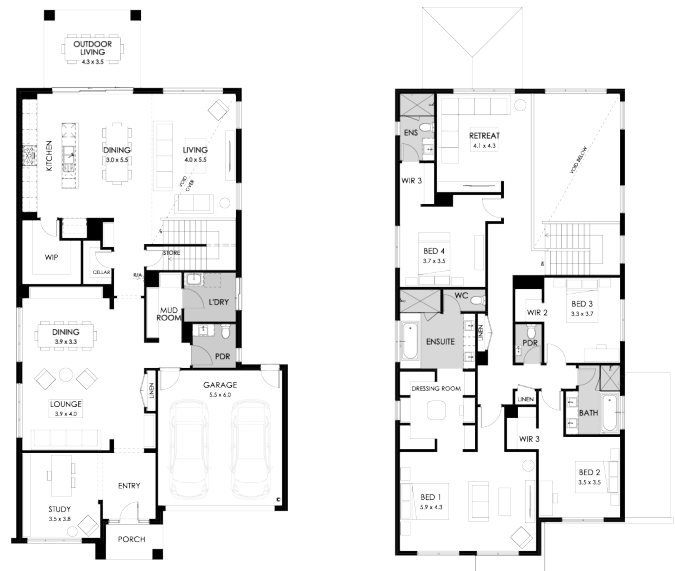 OUTDOOR
LIVING
4.3 x 3.5
KITCHEN
DINING
3.0 x 5.5
LIVING
4.0 x 5.5
VOID
OVER
WIP
CELLAR
STORE
R/A
MUD
ROOM
L'DRY
PDR
DINING
3.9 x 3.3
LOUNGE
3.9 x 4.0
LINEN
GARAGE
5.5 x 6.0
STUDY
3.5 x 3.8
ENTRY
PORCH
ENS
RETREAT
4.1 x 4.3
VOID BELOW
WIR 3
BED 4
3.7 x 3.5
WC
ENSUITE
LINEN
WIR 2
BED 3
3.3 x 3.7
PDR
DRESSING ROOM
LINEN
BATH
WIR 3
BED 1
5.9 x 4.3
BED 2
3.5 x 3.5